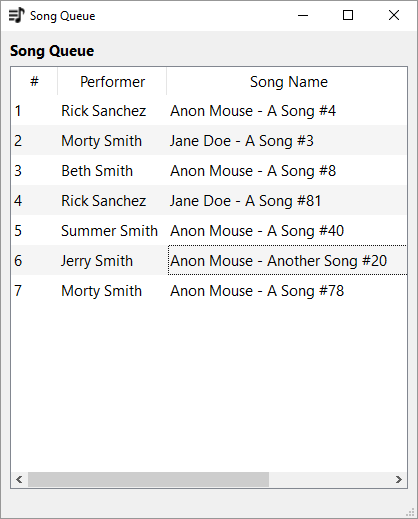 Song Queue
Song Queue
# Performer Song Name
1 Rick Sanchez Anon Mouse - A Song #4
2 Morty Smith Jane Doe - A Song #3
3 Beth Smith Anon Mouse - A Song #8
4 Rick Sanchez Jane Doe - A Song #81
5 Summer Smith Anon Mouse - A Song #40
6 Jerry Smith Anon Mouse - Another Song #20
7 Morty Smith Anon Mouse - A Song #78